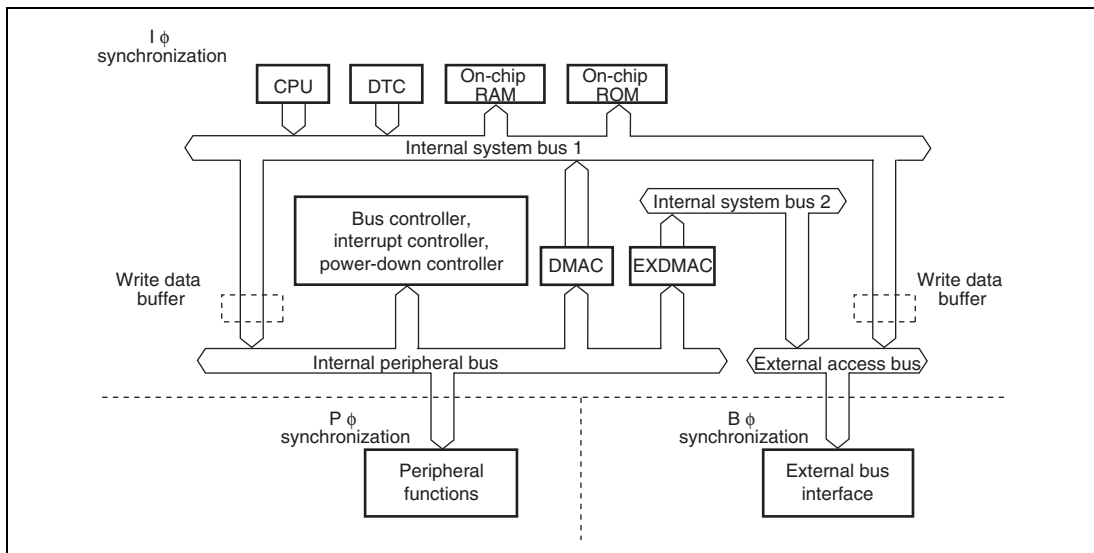 I ϕ
synchronization
CPU
DTC
On-chip
RAM
On-chip
ROM
Internal system bus 1
Internal system bus 2
Bus controller,
interrupt controller,
power-down controller
DMAC
EXDMAC
Write data
buffer
Write data
buffer
Internal peripheral bus
External access bus
P ϕ
synchronization
B ϕ
synchronization
Peripheral
functions
External bus
interface